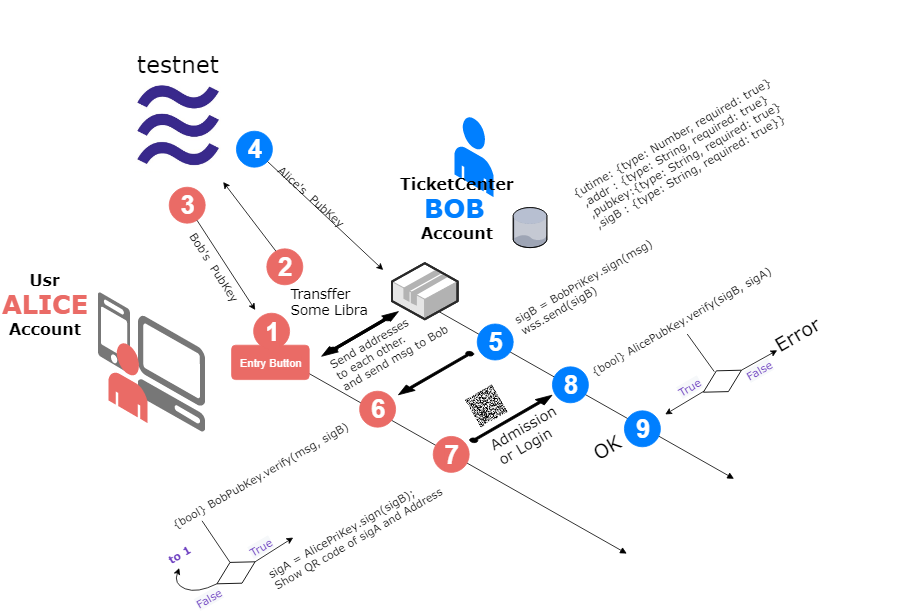 testnet
4
Alice's PubKey
3
Bob's PubKey
2
Transffer
Some Libra
TicketCenter
BOB
Account
{utime: {type: Number, required: true}
,addr : {type: String, required: true}
,pubkey:{type: String, required: true}
,sigB : {type: String, required: true}}
Usr
ALICE
Account
1
Entry Button
Send addresses
to each other.
and send msg to Bob
5
sigB = BobPriKey.sign(msg)
wss.send(sigB)
6
{bool} BobPubKey.verify(msg, sigB)
True
False
to 1
7
sigA = AlicePriKey.sign(sigB);
Show QR code of sigA and Address
Admission
or Login
8
{bool} AlicePubKey.verify(sigB, sigA)
True
False
Error
9
OK